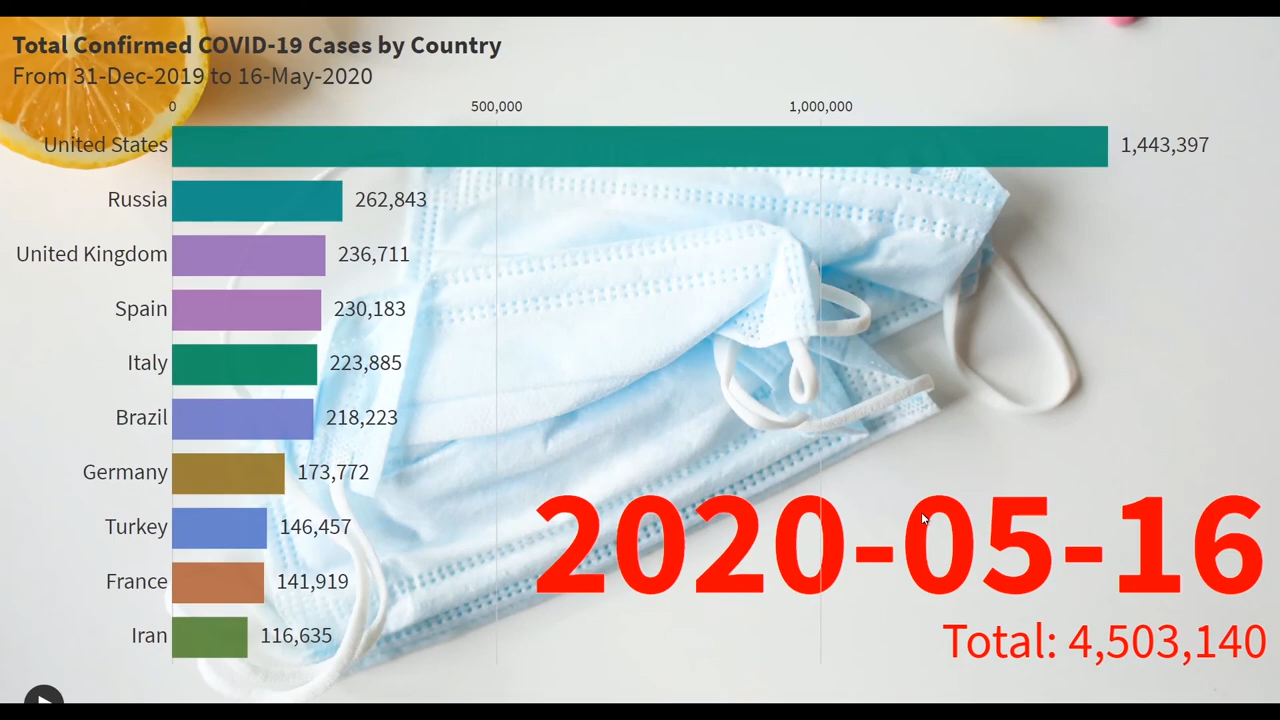 Total Confirmed COVID-19 Cases by Country
From 31-Dec-2019 to 16-May-2020
0 500,000 1,000,000
United States 1,443,397
Russia 262,843
United Kingdom 236,711
Spain 230,183
Italy 223,885
Brazil 218,223
Germany 173,772
Turkey 146,457
France 141,919
Iran 116,635
2020-05-16
Total: 4,503,140